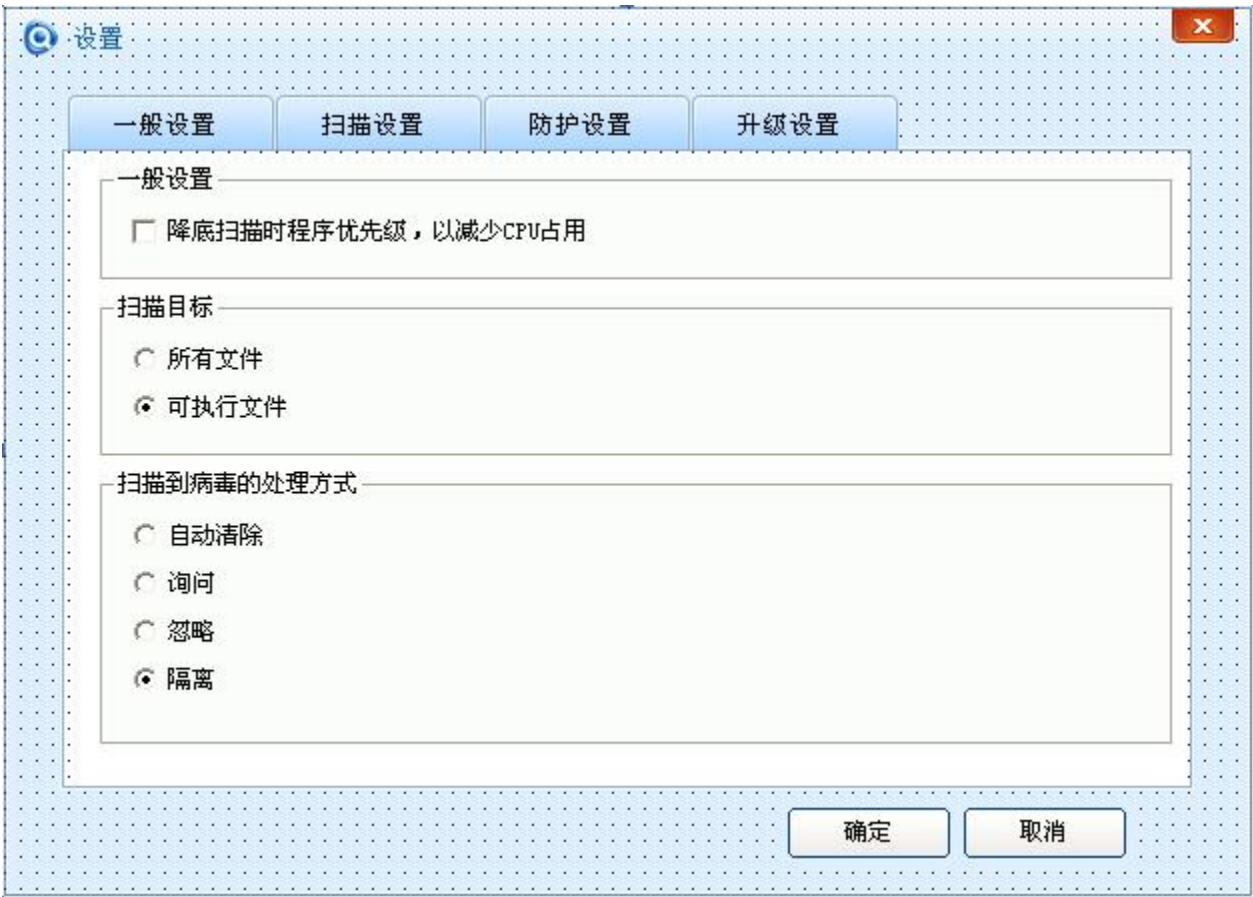 设置
一般设置 扫描设置 防护设置 升级设置
一般设置
降底扫描时程序优先级，以减少CPU占用
扫描目标
所有文件
可执行文件
扫描到病毒的处理方式
自动清除
询问
忽略
隔离
确定 取消